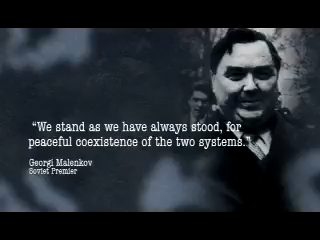 “We stand as we have always stood, for
peaceful coexistence of the two systems.”
Georgi Malenkov
Soviet Premier